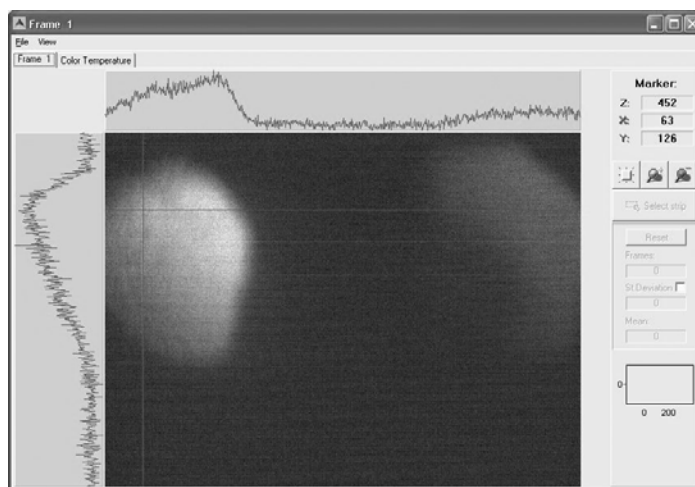 Frame 1
File View
Frame 1 Color Temperature
Marker:
Z: 452
X: 63
Y: 126
Select strip
Reset
Frames:
0
St.Deviation
0
Mean:
0
0-
0 200